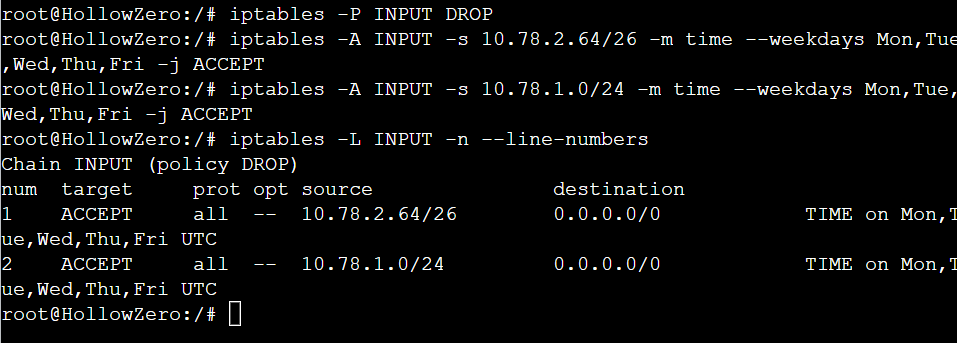 root@HollowZero:/# iptables -P INPUT DROP
root@HollowZero:/# iptables -A INPUT -s 10.78.2.64/26 -m time --weekdays Mon,Tue
,Wed,Thu,Fri -j ACCEPT
root@HollowZero:/# iptables -A INPUT -s 10.78.1.0/24 -m time --weekdays Mon,Tue,
Wed,Thu,Fri -j ACCEPT
root@HollowZero:/# iptables -L INPUT -n --line-numbers
Chain INPUT (policy DROP)
num  target     prot opt source               destination
1    ACCEPT     all  --  10.78.2.64/26        0.0.0.0/0            TIME on Mon,T
ue,Wed,Thu,Fri UTC
2    ACCEPT     all  --  10.78.1.0/24         0.0.0.0/0            TIME on Mon,T
ue,Wed,Thu,Fri UTC
root@HollowZero:/#